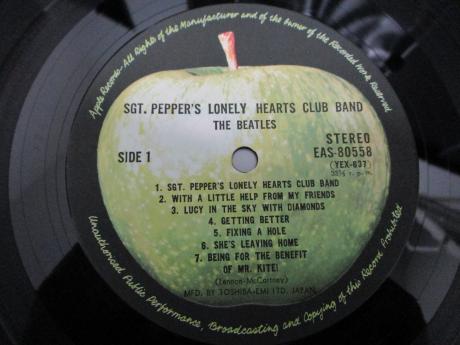 Apple Records-All Rights of the Manufacturer and of the Owner of the Recorded Work Reserved
SGT. PEPPER'S LONELY HEARTS CLUB BAND
THE BEATLES
STEREO
SIDE 1
EAS-80558
(YEX-637)
33⅓ r.p.m.
1. SGT. PEPPER'S LONELY HEARTS CLUB BAND
2. WITH A LITTLE HELP FROM MY FRIENDS
3. LUCY IN THE SKY WITH DIAMONDS
4. GETTING BETTER
5. FIXING A HOLE
6. SHE'S LEAVING HOME
7. BEING FOR THE BENEFIT
OF MR. KITE!
(Lennon-McCartney)
MFD. BY TOSHIBA-EMI LTD. JAPAN.
Unauthorised Public Performance, Broadcasting and Copying of this Record Prohibited